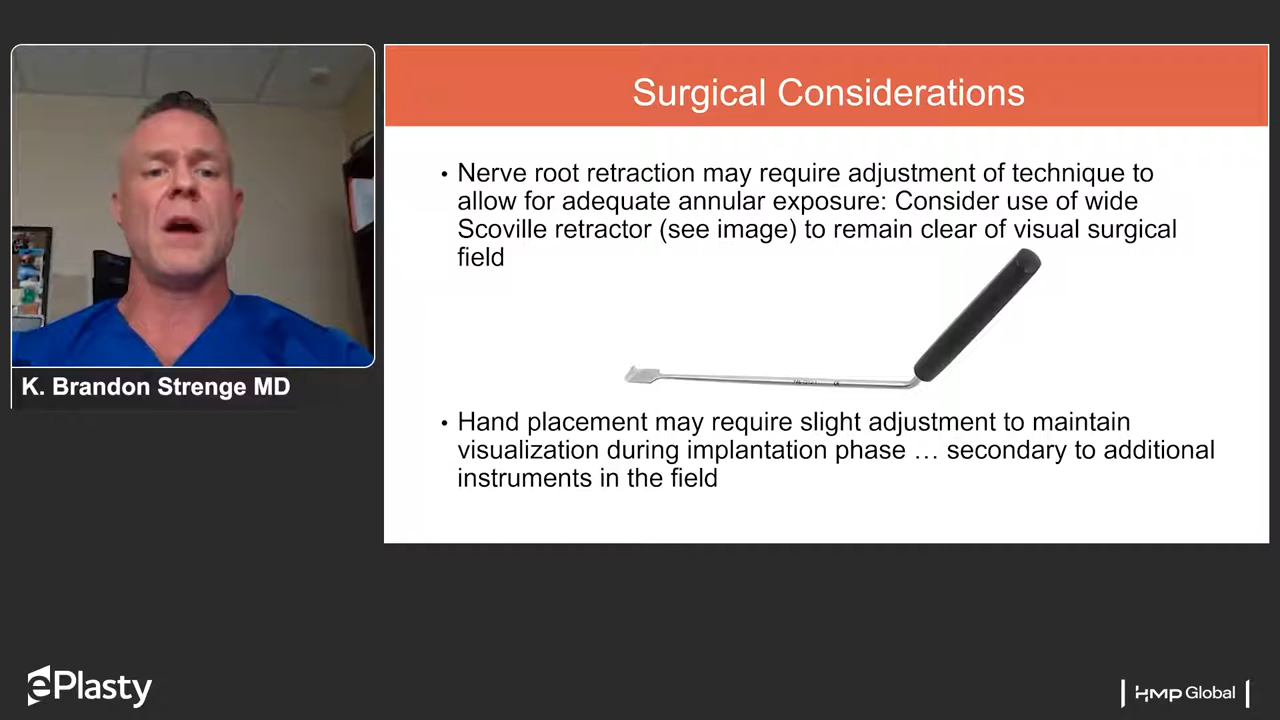 Surgical Considerations
• Nerve root retraction may require adjustment of technique to
allow for adequate annular exposure: Consider use of wide
Scoville retractor (see image) to remain clear of visual surgical
field
• Hand placement may require slight adjustment to maintain
visualization during implantation phase … secondary to additional
instruments in the field
K. Brandon Strenge MD
ePlasty
HMP Global